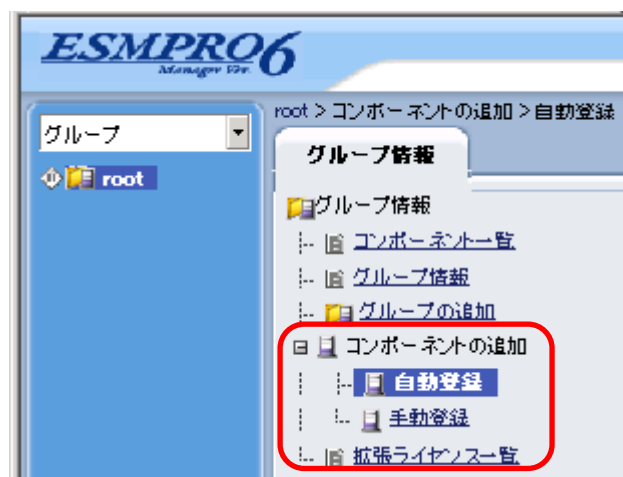 ESMPRO6
Manager Ver.
グループ
root
root > コンポーネントの追加 > 自動登録
グループ情報
グループ情報
コンポーネント一覧
グループ情報
グループの追加
コンポーネントの追加
自動登録
手動登録
拡張ライセンス一覧